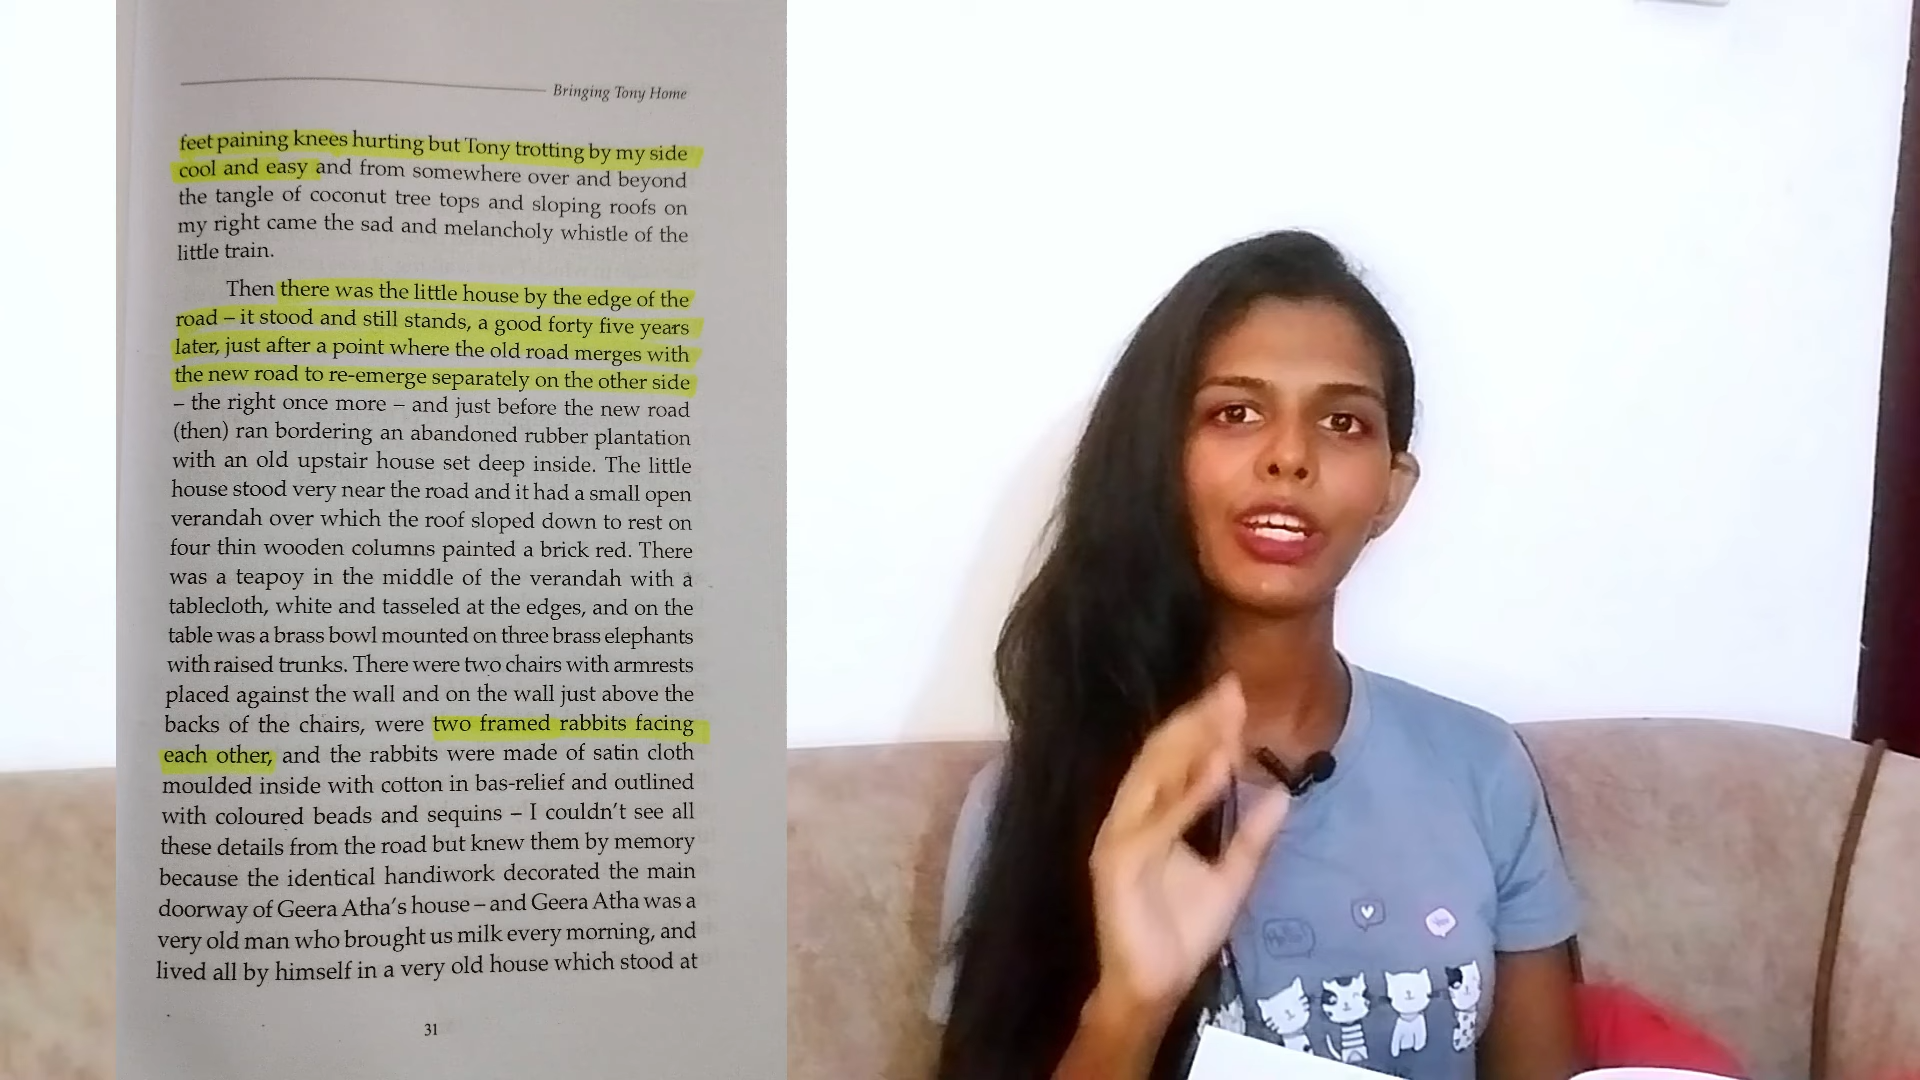 Bringing Tony Home
feet paining knees hurting but Tony trotting by my side
cool and easy and from somewhere over and beyond
the tangle of coconut tree tops and sloping roofs on
my right came the sad and melancholy whistle of the
little train.
Then there was the little house by the edge of the
road – it stood and still stands, a good forty five years
later, just after a point where the old road merges with
the new road to re-emerge separately on the other side
– the right once more – and just before the new road
(then) ran bordering an abandoned rubber plantation
with an old upstair house set deep inside. The little
house stood very near the road and it had a small open
verandah over which the roof sloped down to rest on
four thin wooden columns painted a brick red. There
was a teapoy in the middle of the verandah with a
tablecloth, white and tasseled at the edges, and on the
table was a brass bowl mounted on three brass elephants
with raised trunks. There were two chairs with armrests
placed against the wall and on the wall just above the
backs of the chairs, were two framed rabbits facing
each other, and the rabbits were made of satin cloth
moulded inside with cotton in bas-relief and outlined
with coloured beads and sequins – I couldn't see all
these details from the road but knew them by memory
because the identical handiwork decorated the main
doorway of Geera Atha's house – and Geera Atha was a
very old man who brought us milk every morning, and
lived all by himself in a very old house which stood at
31
Hello!